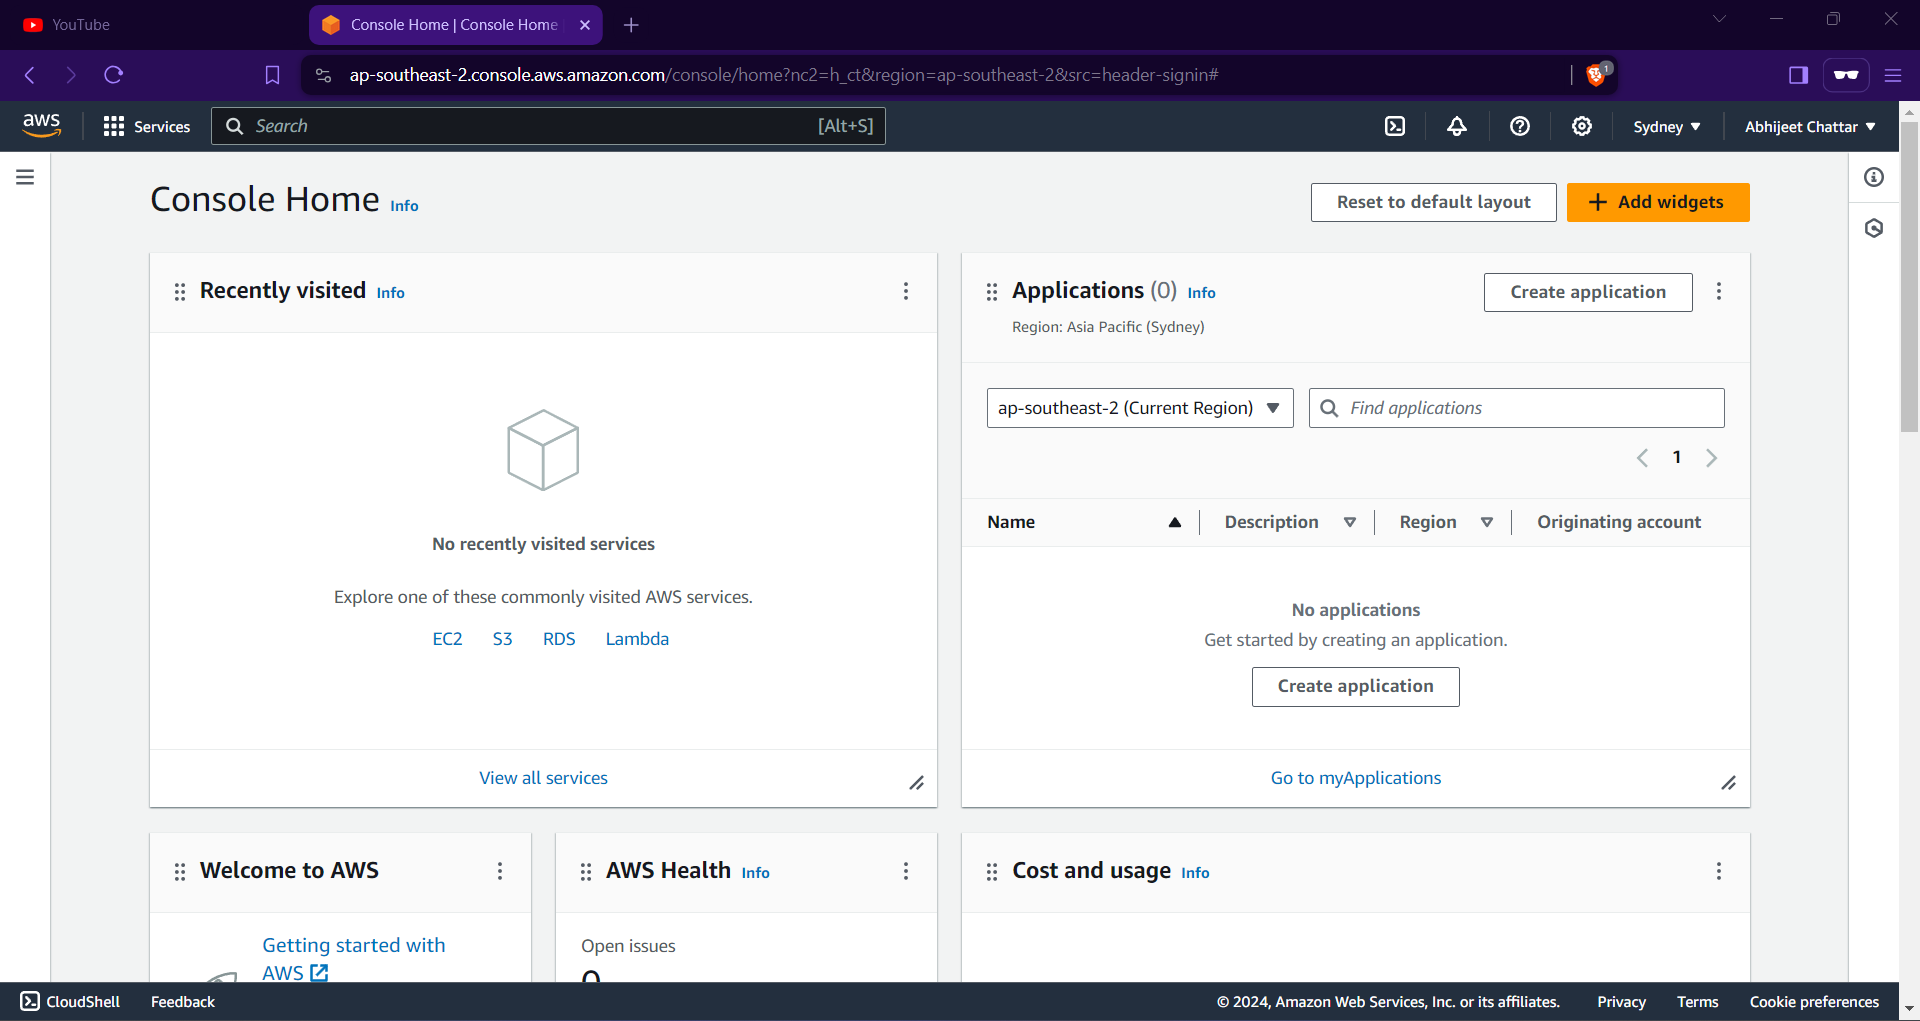 YouTube
Console Home | Console Home
ap-southeast-2.console.aws.amazon.com/console/home?nc2=h_ct&region=ap-southeast-2&src=header-signin#
1
aws
Services
Search
[Alt+S]
Sydney
Abhijeet Chattar
Console Home Info
Reset to default layout
Add widgets
Recently visited Info
No recently visited services
Explore one of these commonly visited AWS services.
EC2 S3 RDS Lambda
View all services
Applications (0) Info
Create application
Region: Asia Pacific (Sydney)
ap-southeast-2 (Current Region)
Find applications
1
Name Description Region Originating account
No applications
Get started by creating an application.
Create application
Go to myApplications
Welcome to AWS
Getting started with
AWS
AWS Health Info
Open issues
0
Cost and usage Info
CloudShell
Feedback
© 2024, Amazon Web Services, Inc. or its affiliates.
Privacy
Terms
Cookie preferences